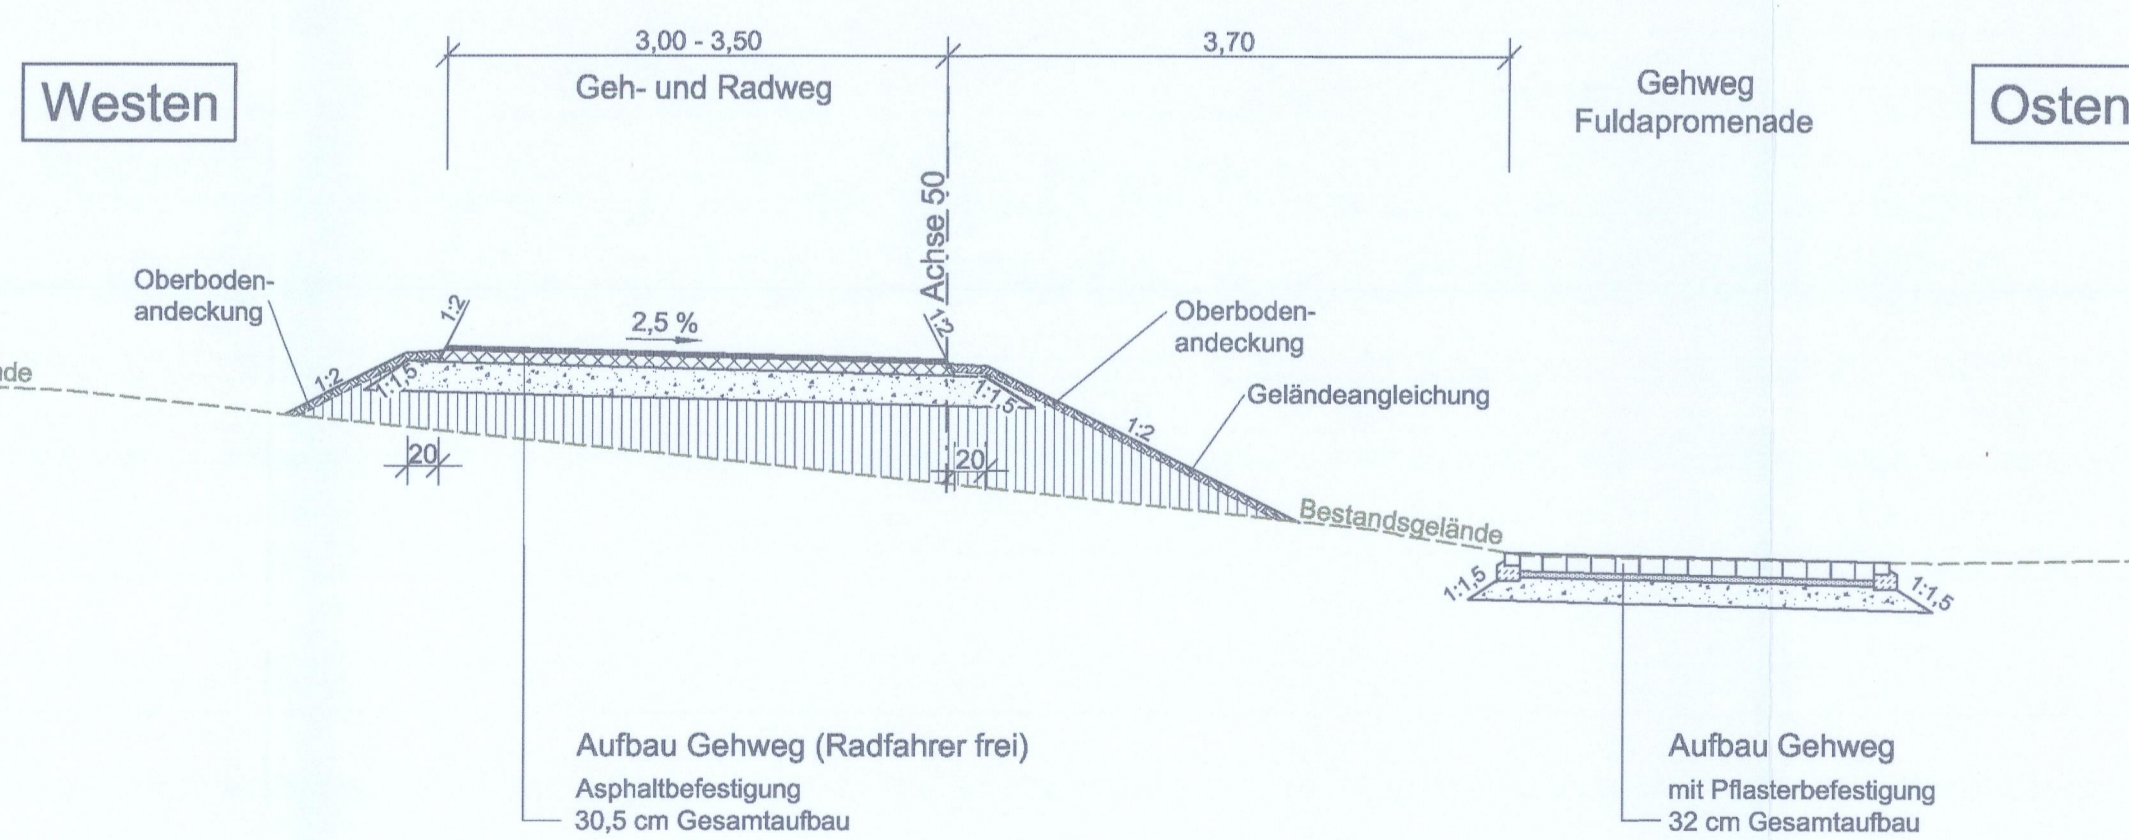 3,00 - 3,50
3,70
Westen
Geh- und Radweg
Gehweg
Fuldapromenade
Osten
Achse 50
Oberboden-
andeckung
1:2
2,5 %
1:2
Oberboden-
andeckung
1:2
1:1,5
1:1,5
Geländeangleichung
1:2
20
20
Bestandsgelände
1:1,5
1:1,5
Aufbau Gehweg (Radfahrer frei)
Asphaltbefestigung
30,5 cm Gesamtaufbau
Aufbau Gehweg
mit Pflasterbefestigung
32 cm Gesamtaufbau